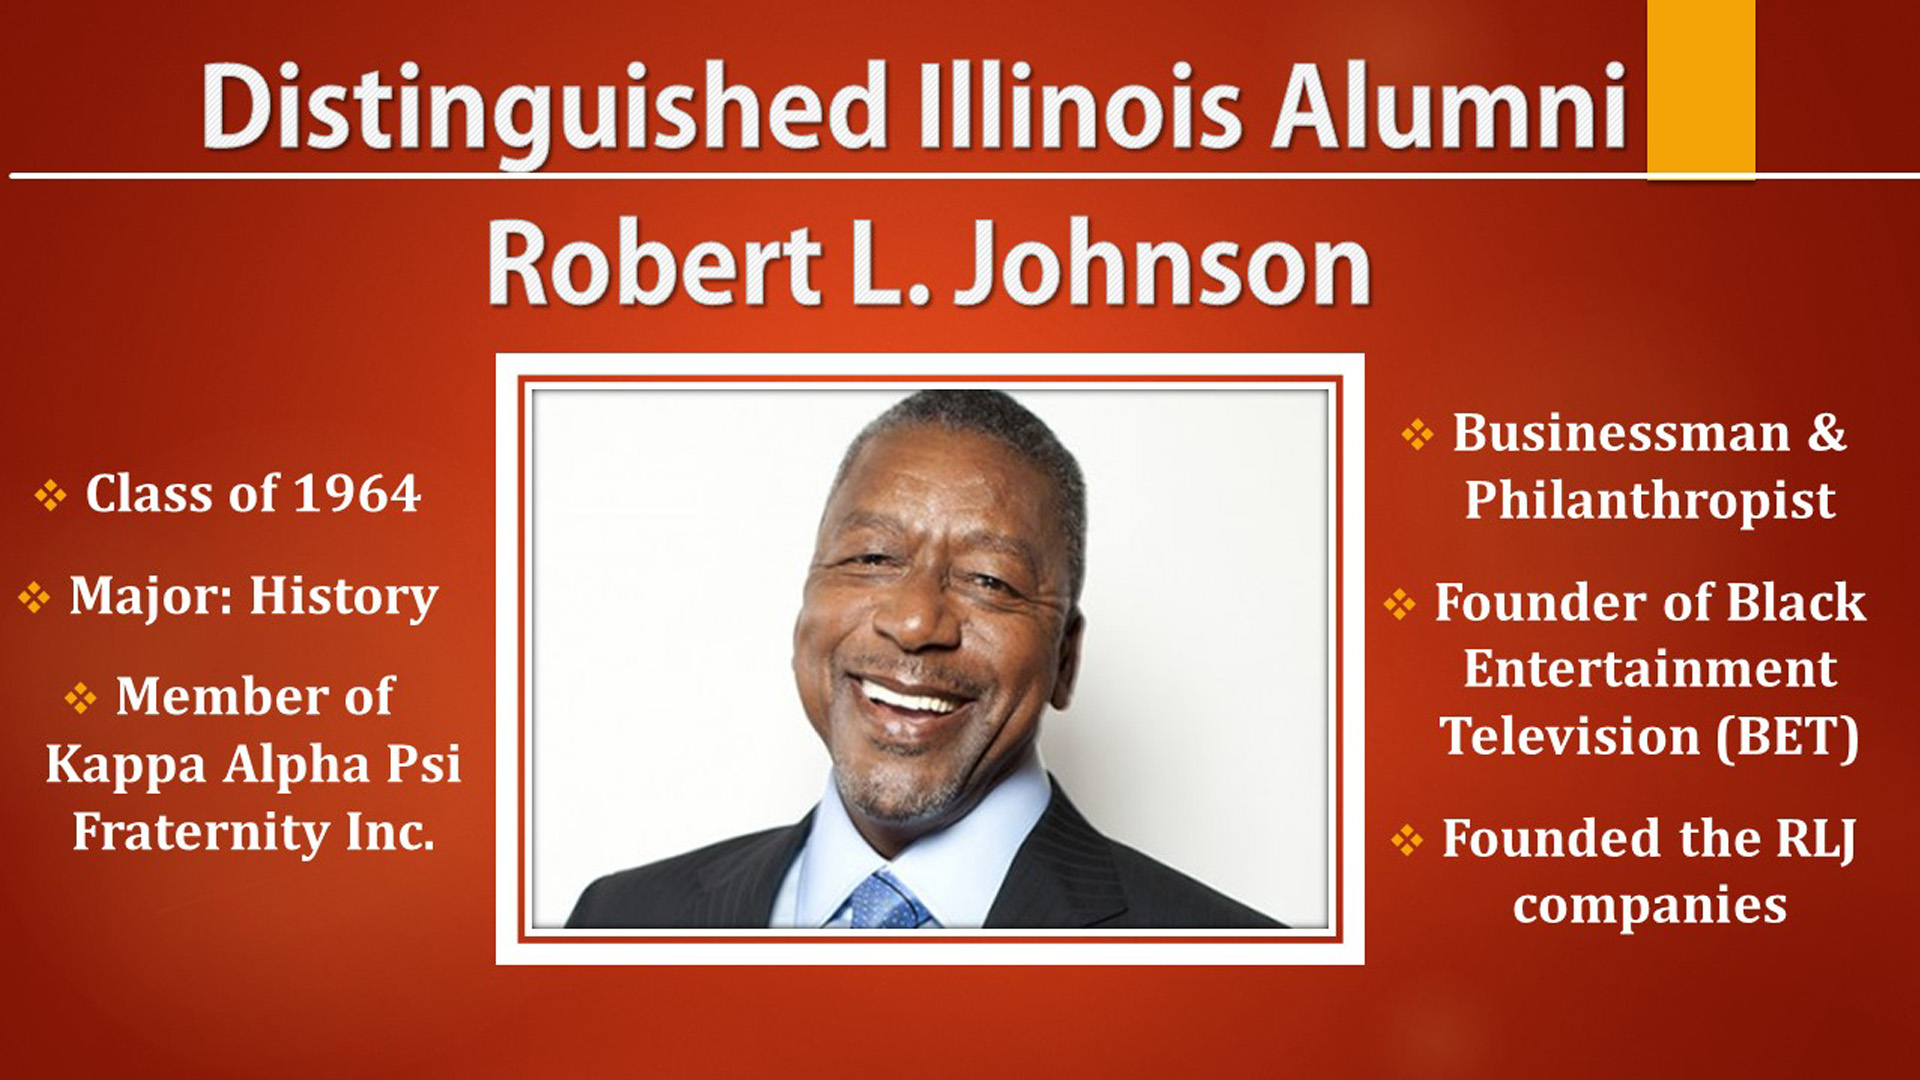 Distinguished Illinois Alumni
Robert L. Johnson
Class of 1964
Major: History
Member of
Kappa Alpha Psi
Fraternity Inc.
Businessman &
Philanthropist
Founder of Black
Entertainment
Television (BET)
Founded the RLJ
companies